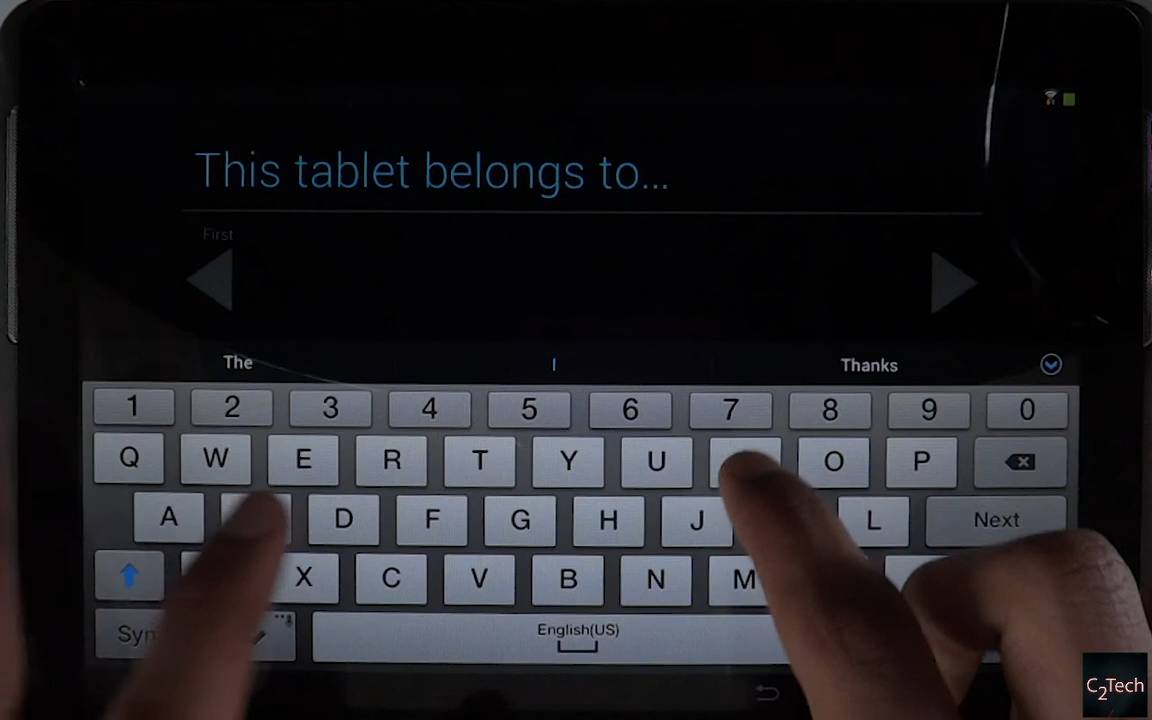 This tablet belongs to...
First
The I Thanks
1 2 3 4 5 6 7 8 9 0
Q W E R T Y U O P
A D F G H J L Next
X C V B N M
Sym English(US)
C2Tech